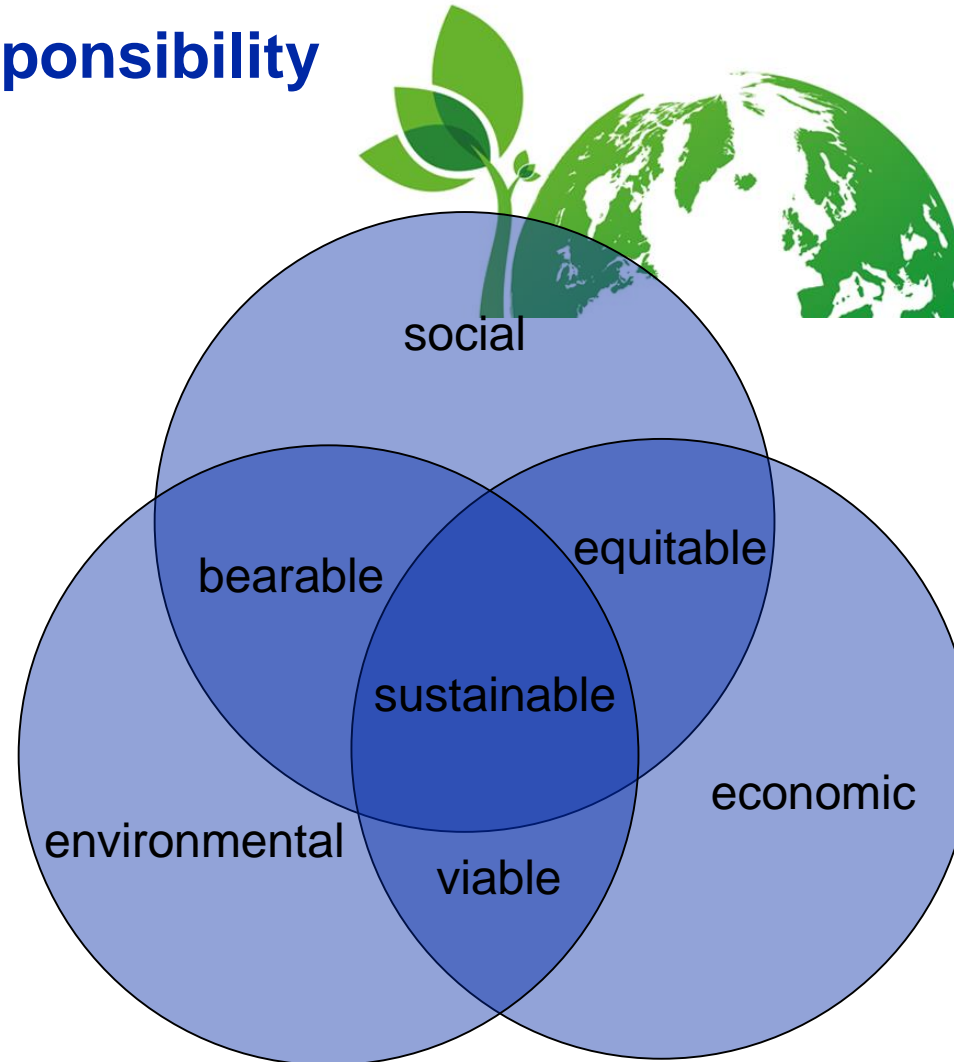 ponsibility
social
equitable
bearable
sustainable
economic
environmental
viable